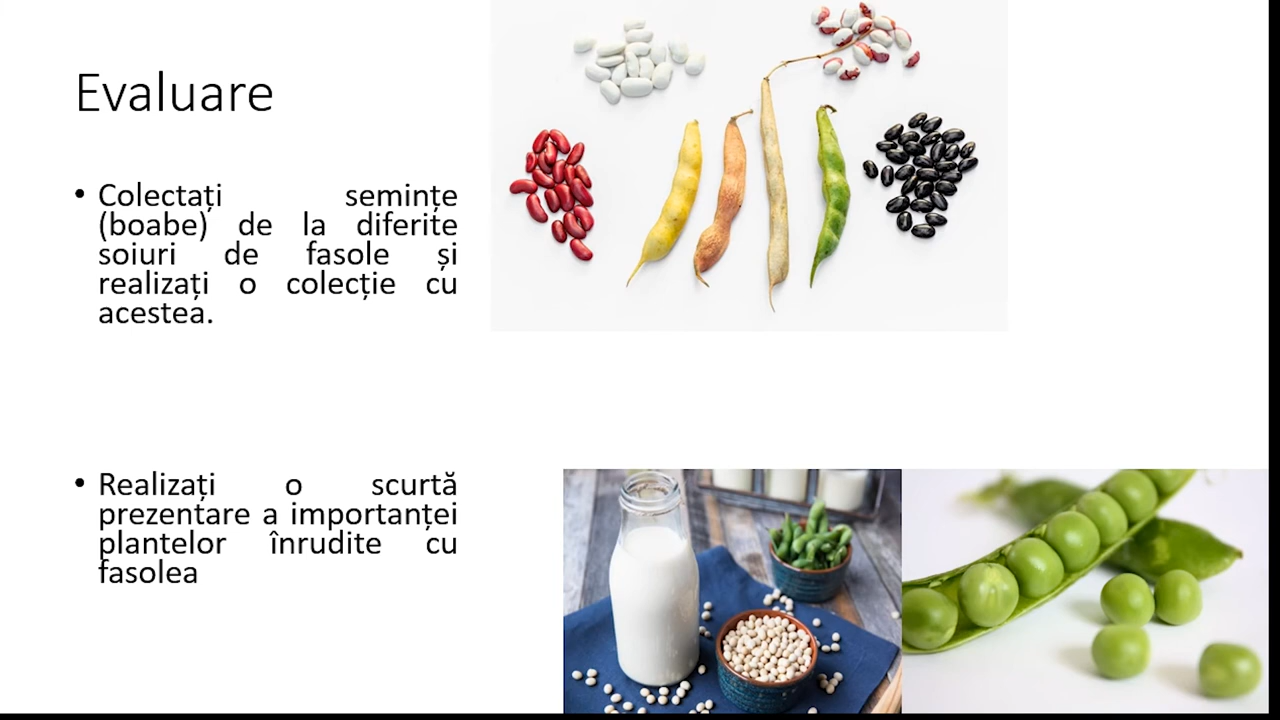 Evaluare
• Colectați semințe
(boabe) de la diferite
soiuri de fasole și
realizați o colecție cu
acestea.
• Realizați o scurtă
prezentare a importanței
plantelor înrudite cu
fasolea